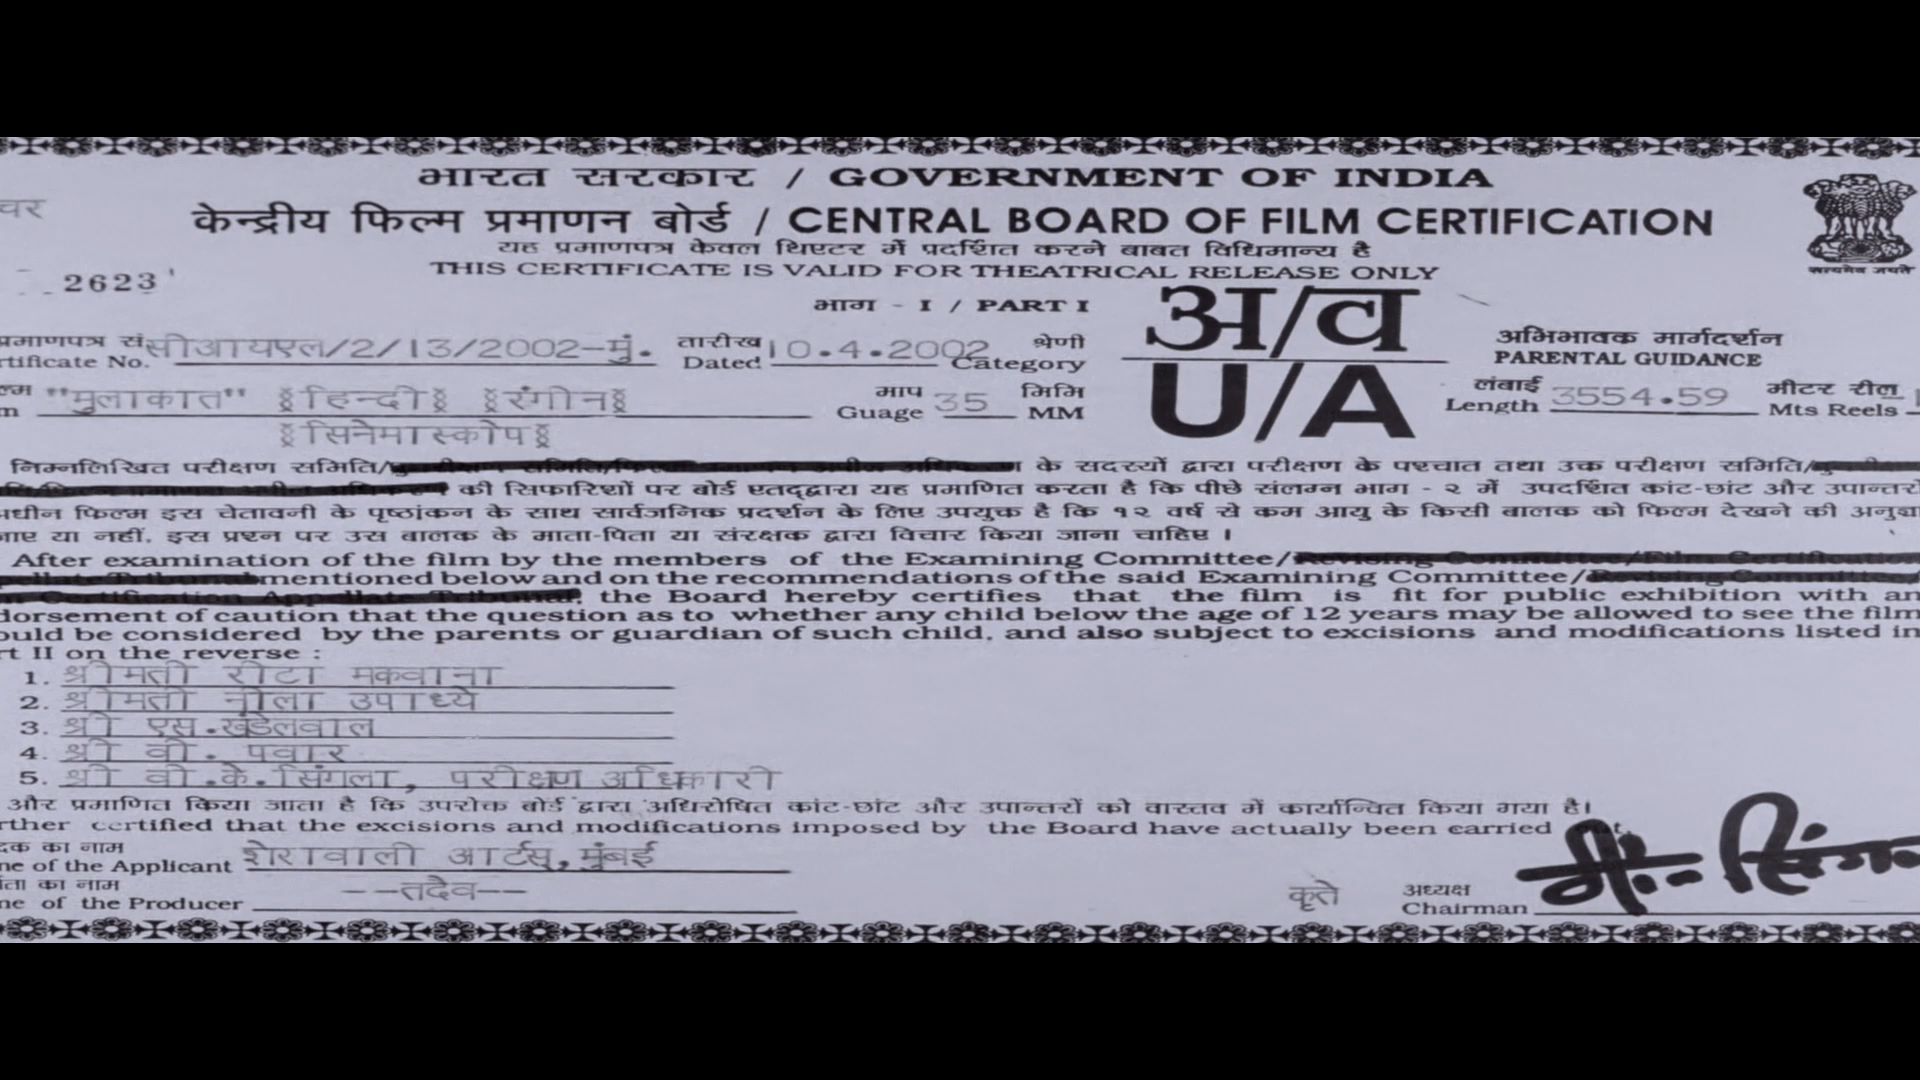 भारत सरकार / GOVERNMENT OF INDIA
केन्द्रीय फिल्म प्रमाणन बोर्ड / CENTRAL BOARD OF FILM CERTIFICATION
यह प्रमाणपत्र केवल थिएटर में प्रदर्शित करने बाबत विधिमान्य है
THIS CERTIFICATE IS VALID FOR THEATRICAL RELEASE ONLY
सत्यमेव जयते
2623
भाग - I / PART I
अ/व
U/A
प्रमाणपत्र सं सीआयएल/2/13/2002-मुं. तारीख 10.4.2002 श्रेणी
rtificate No. Dated Category
अभिभावक मार्गदर्शन
PARENTAL GUIDANCE
"मुलाकात" हिन्दी रंगीन माप 35 मिमि
Guage MM
लंबाई 3554.59 मीटर रील
Length Mts Reels
सिनेमास्कोप
निम्नलिखित परीक्षण समिति/ के सदस्यों द्वारा परीक्षण के पश्चात तथा उक्त परीक्षण समिति/
की सिफारिशों पर बोर्ड एतद्द्वारा यह प्रमाणित करता है कि पीछे संलग्न भाग - २ में उपदर्शित कांट-छांट और उपान्तरों
धीन फिल्म इस चेतावनी के पृष्ठांकन के साथ सार्वजनिक प्रदर्शन के लिए उपयुक्त है कि १२ वर्ष से कम आयु के किसी बालक को फिल्म देखने की अनुज्ञा
जाए या नहीं. इस प्रश्न पर उस बालक के माता-पिता या संरक्षक द्वारा विचार किया जाना चाहिए ।
After examination of the film by the members of the Examining Committee/
mentioned below and on the recommendations of the said Examining Committee/
the Board hereby certifies that the film is fit for public exhibition with an
dorsement of caution that the question as to whether any child below the age of 12 years may be allowed to see the film
ould be considered by the parents or guardian of such child, and also subject to excisions and modifications listed in
rt II on the reverse :
1. श्रीमती रीटा मकवाना
2. श्रीमती नीला उपाध्ये
3. श्री एस.खंडेलवाल
4. श्री वी. पवार
5. श्री वी.के.सिंगला, परीक्षण अधिकारी
और प्रमाणित किया जाता है कि उपरोक्त बोर्ड द्वारा अधिरोपित कांट-छांट और उपान्तरों को वास्तव में कार्यान्वित किया गया है।
rther certified that the excisions and modifications imposed by the Board have actually been carried
दक का नाम
ne of the Applicant शेरावाली आर्टस्, मुंबई
ता का नाम
ne of the Producer --तदैव--
कृते अध्यक्ष
Chairman